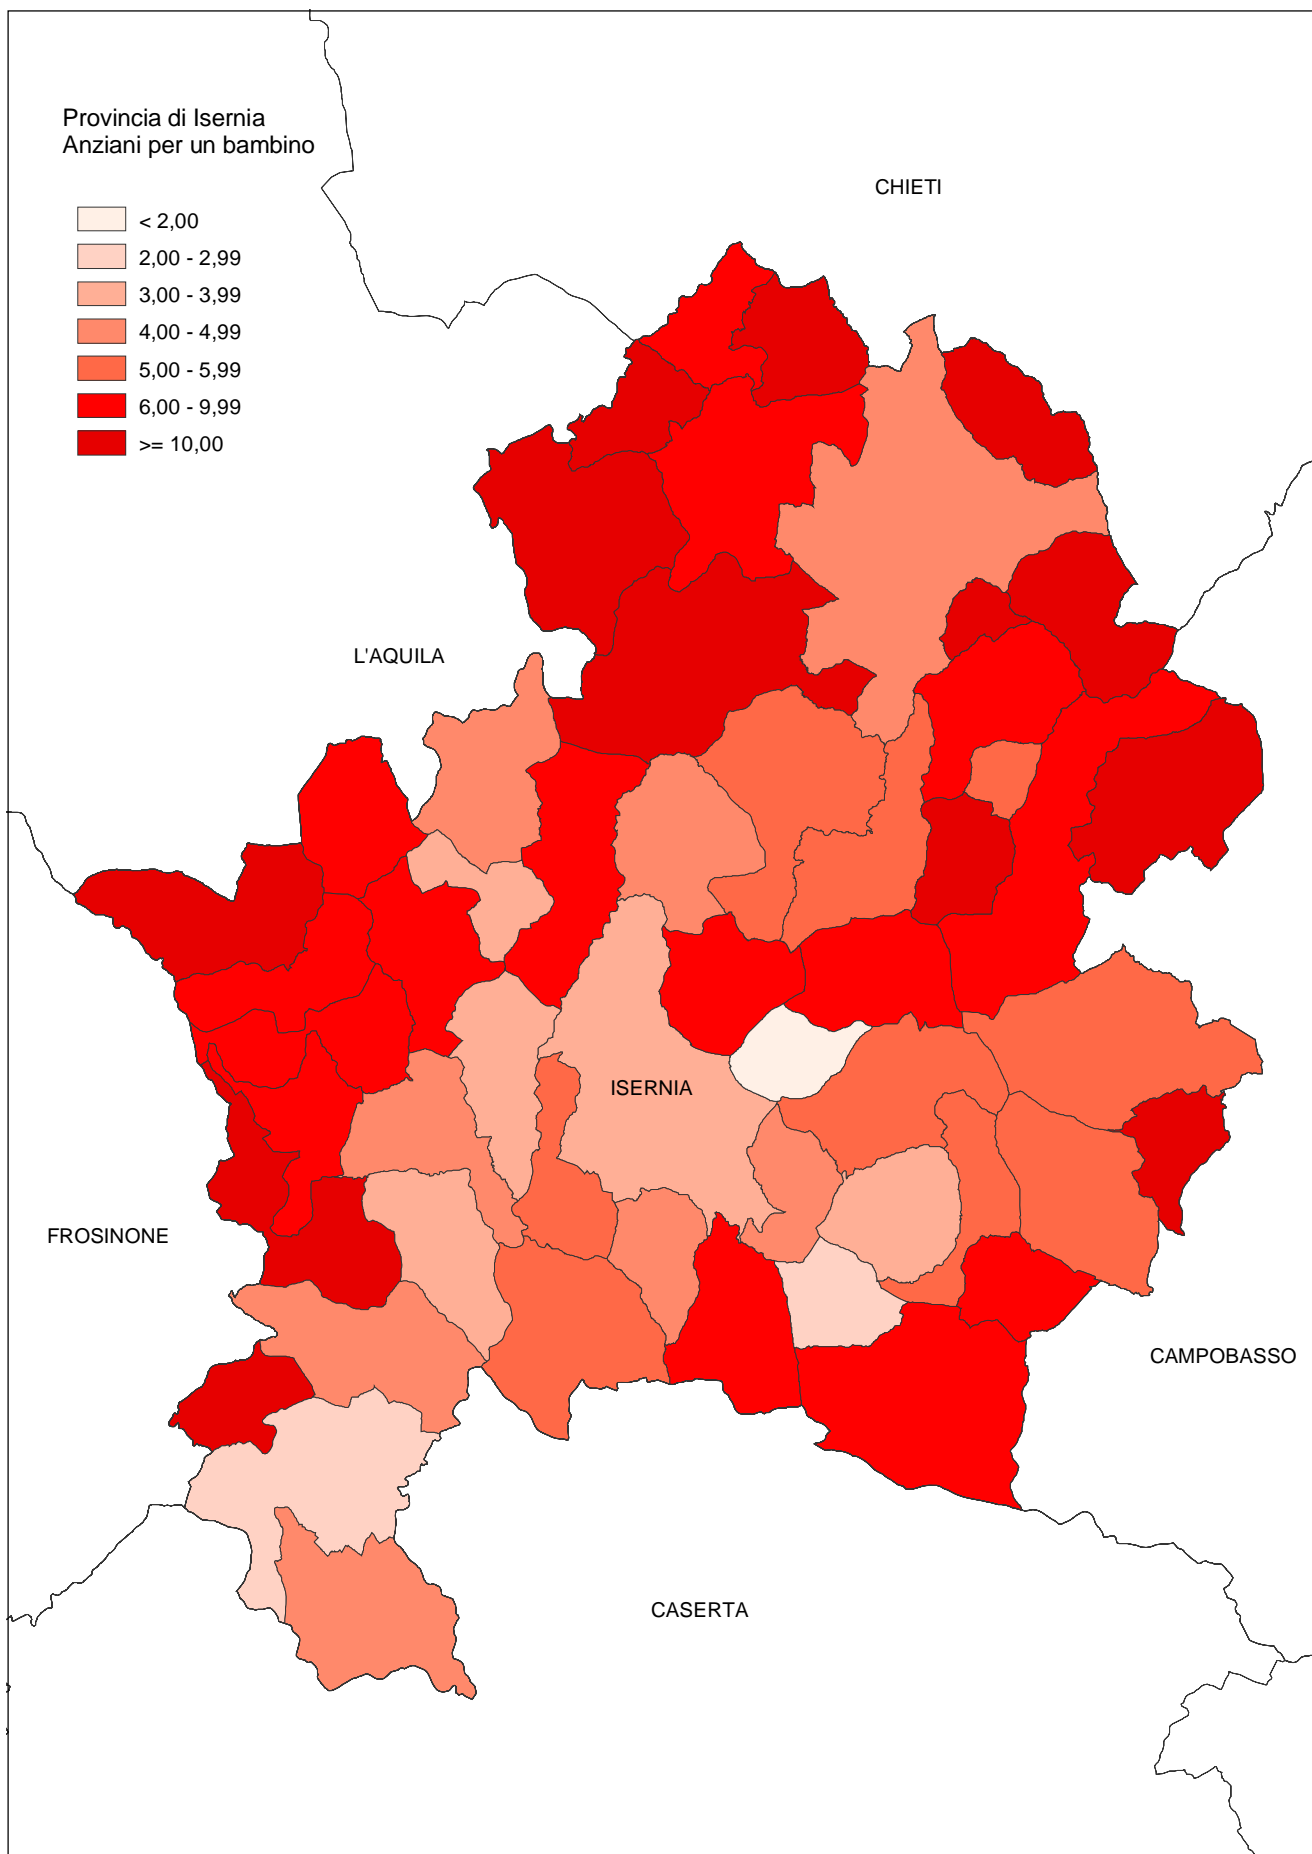 Provincia di Isernia
Anziani per un bambino
< 2,00
2,00 - 2,99
3,00 - 3,99
4,00 - 4,99
5,00 - 5,99
6,00 - 9,99
>= 10,00
CHIETI
L'AQUILA
ISERNIA
FROSINONE
CAMPOBASSO
CASERTA